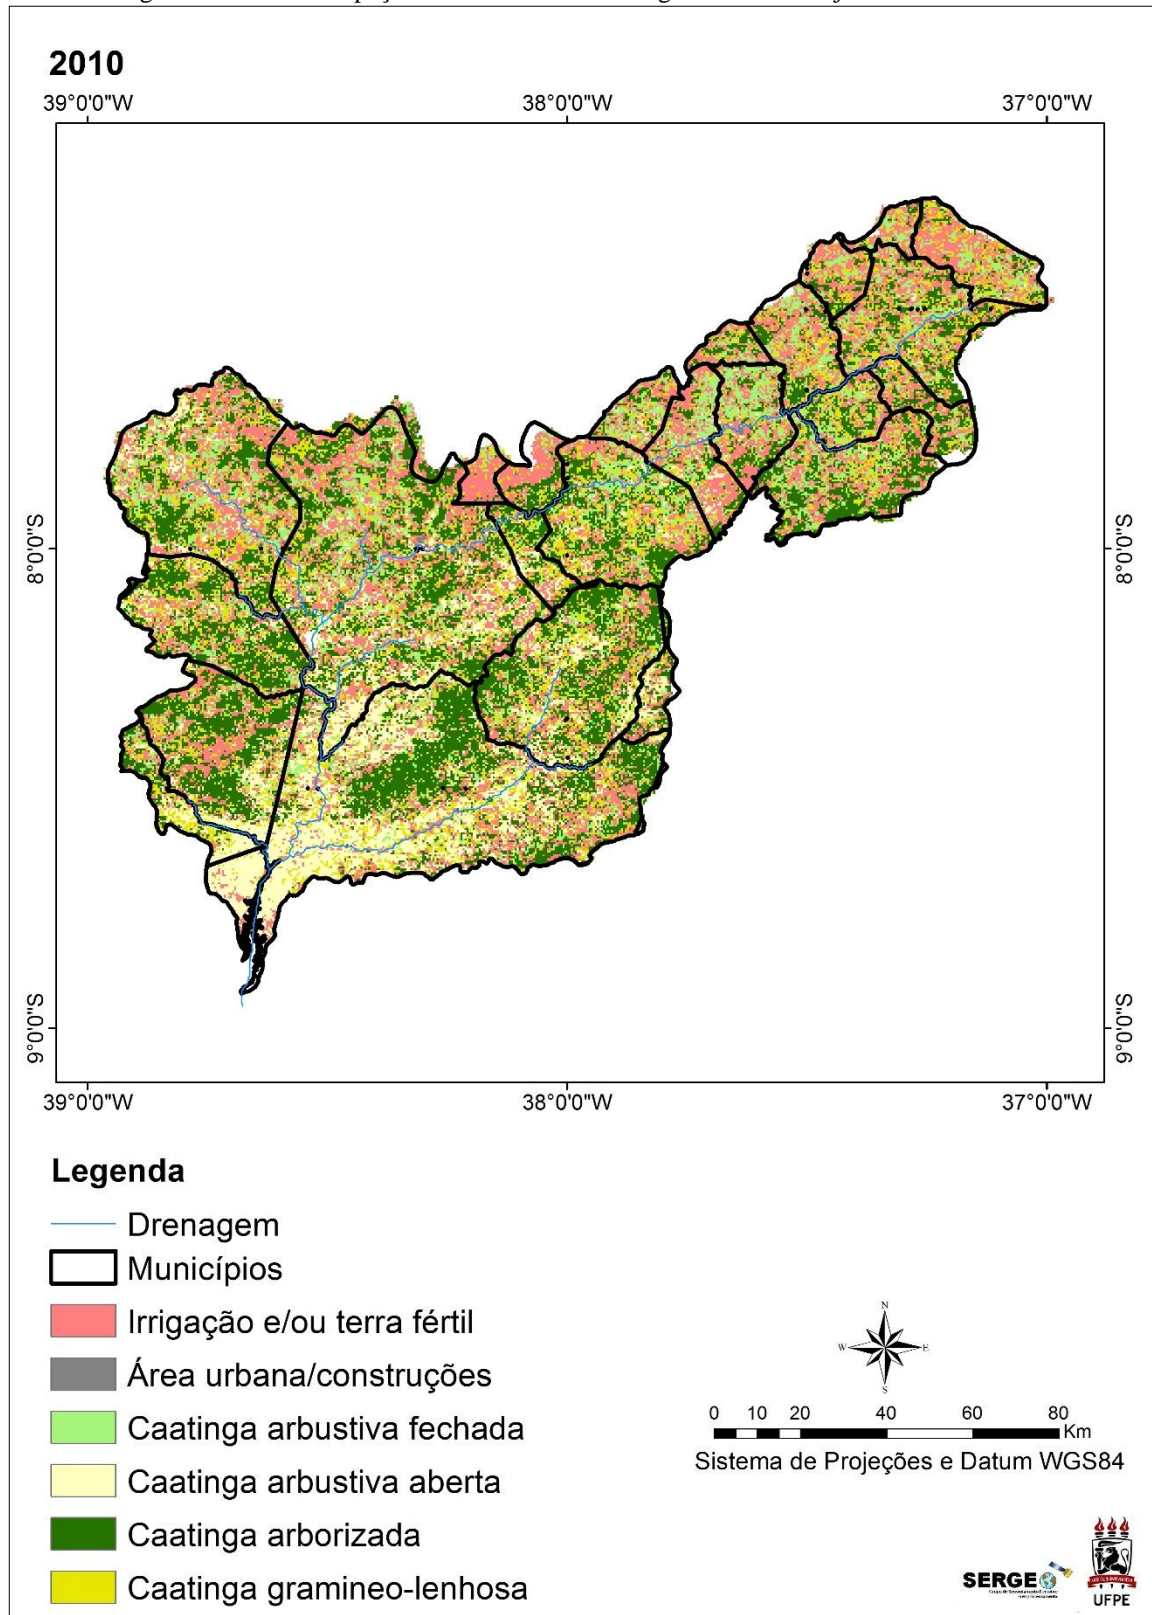 2010
39°0'0"W 38°0'0"W 37°0'0"W
8°0'0"S 8°0'0"S
9°0'0"S 9°0'0"S
39°0'0"W 38°0'0"W 37°0'0"W
Legenda
Drenagem
Municípios
Irrigação e/ou terra fértil
Área urbana/construções
Caatinga arbustiva fechada
Caatinga arbustiva aberta
Caatinga arborizada
Caatinga gramineo-lenhosa
N
W E
S
0 10 20 40 60 80
Km
Sistema de Projeções e Datum WGS84
SERGEO
UFPE